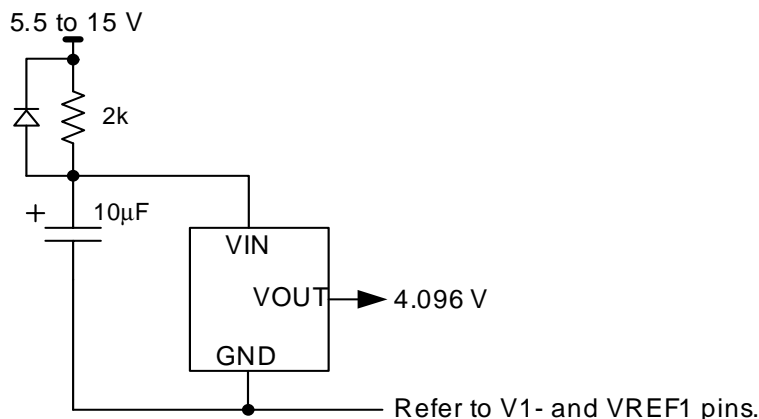 5.5 to 15 V
2k
+
10µF
VIN
VOUT
4.096 V
GND
Refer to V1- and VREF1 pins.